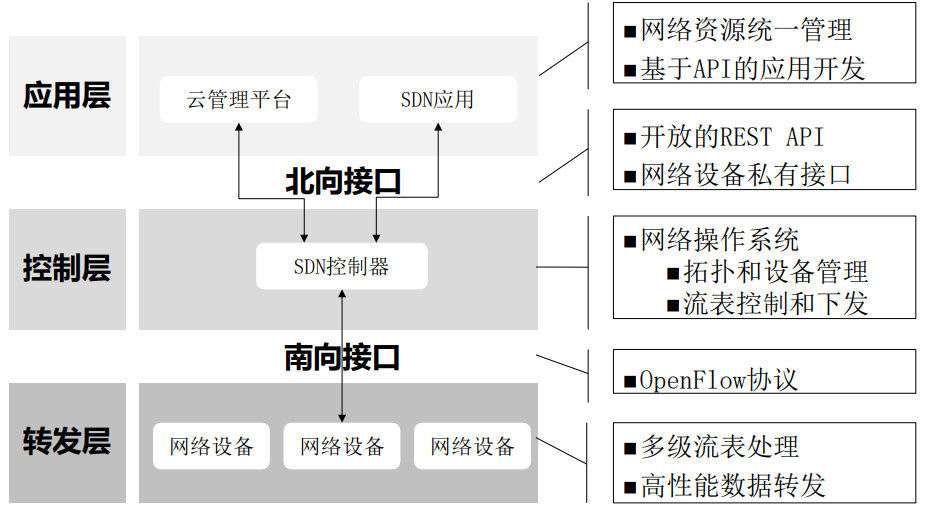 应用层
云管理平台
SDN应用
■网络资源统一管理
■基于API的应用开发
北向接口
■开放的REST API
■网络设备私有接口
控制层
SDN控制器
■网络操作系统
■拓扑和设备管理
■流表控制和下发
南向接口
■OpenFlow协议
转发层
网络设备
网络设备
网络设备
■多级流表处理
■高性能数据转发